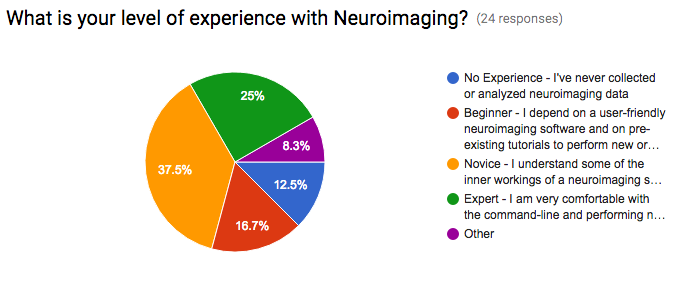 What is your level of experience with Neuroimaging? (24 responses)
25%
8.3%
37.5%
12.5%
16.7%
No Experience - I've never collected
or analyzed neuroimaging data
Beginner - I depend on a user-friendly
neuroimaging software and on pre-
existing tutorials to perform new or…
Novice - I understand some of the
inner workings of a neuroimaging s…
Expert - I am very comfortable with
the command-line and performing n…
Other